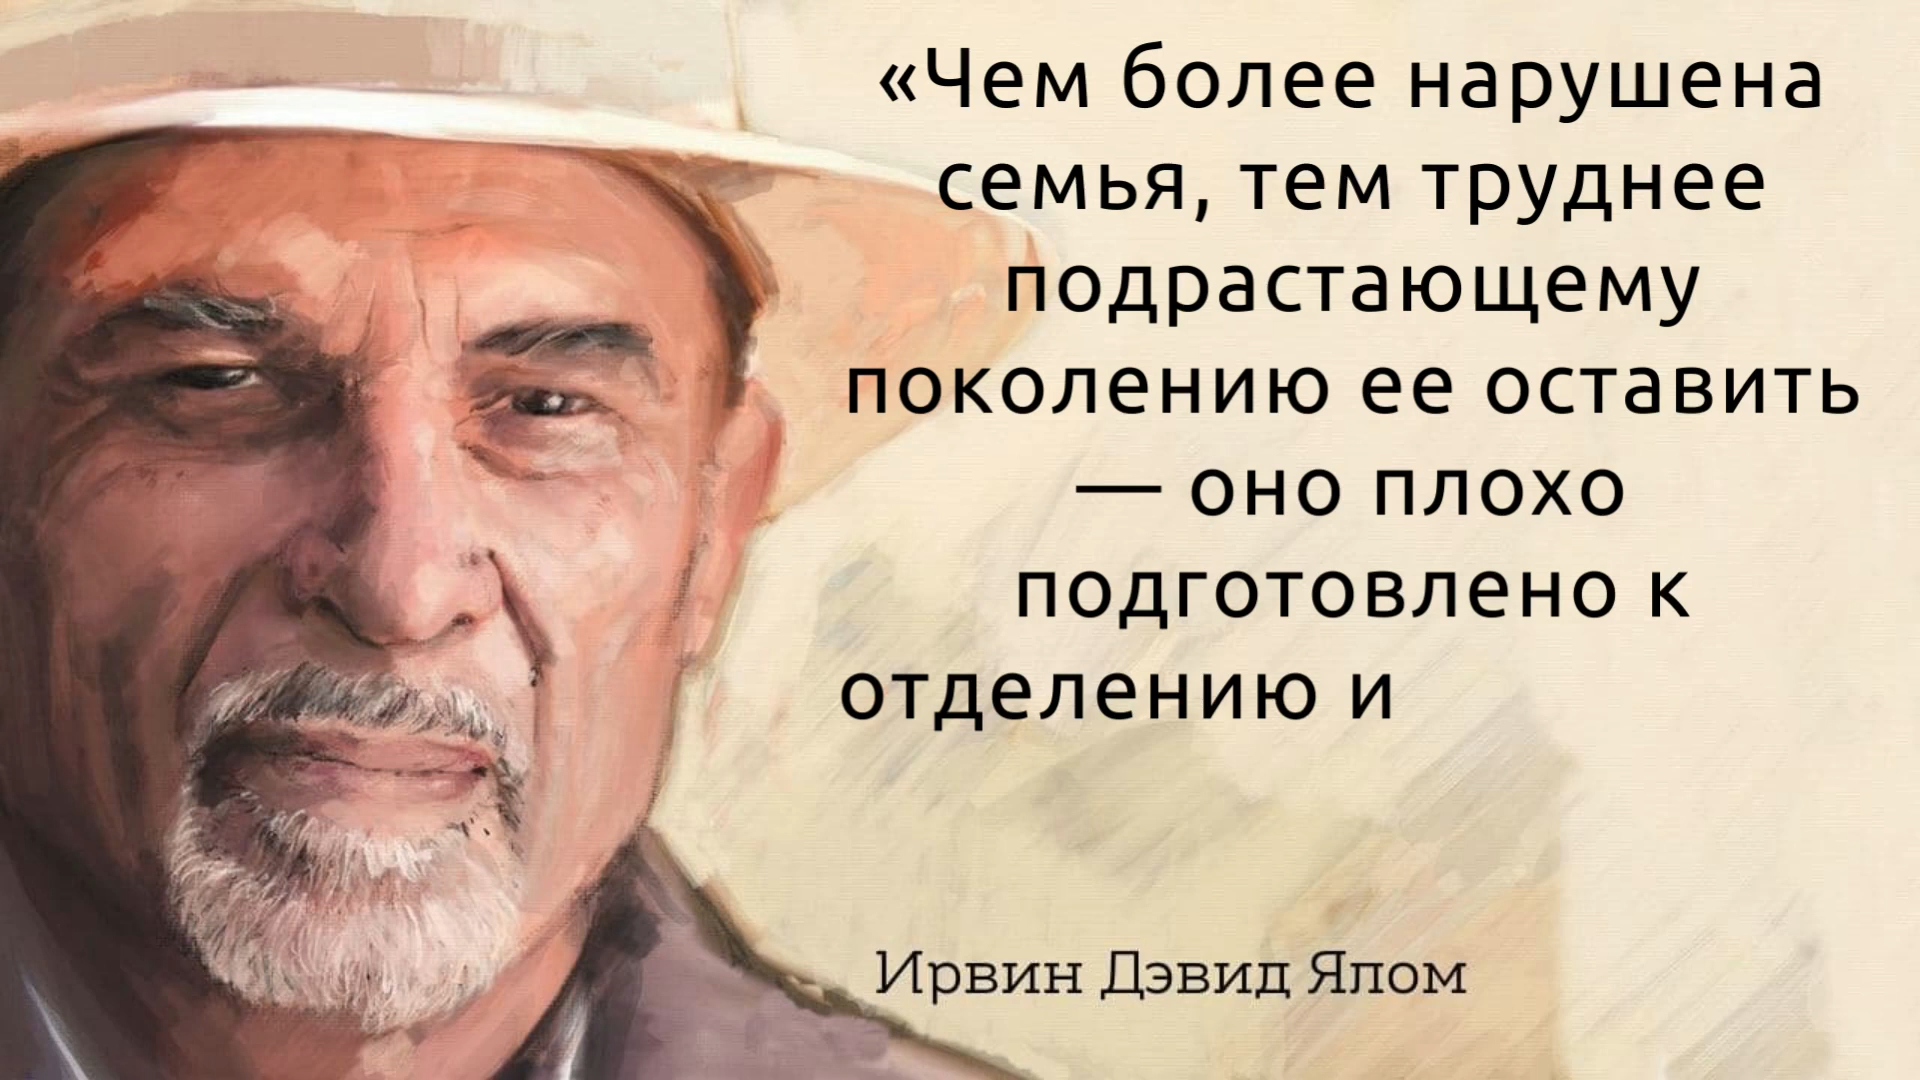 «Чем более нарушена
семья, тем труднее
подрастающему
поколению ее оставить
— оно плохо
подготовлено к
отделению и
Ирвин Дэвид Ялом